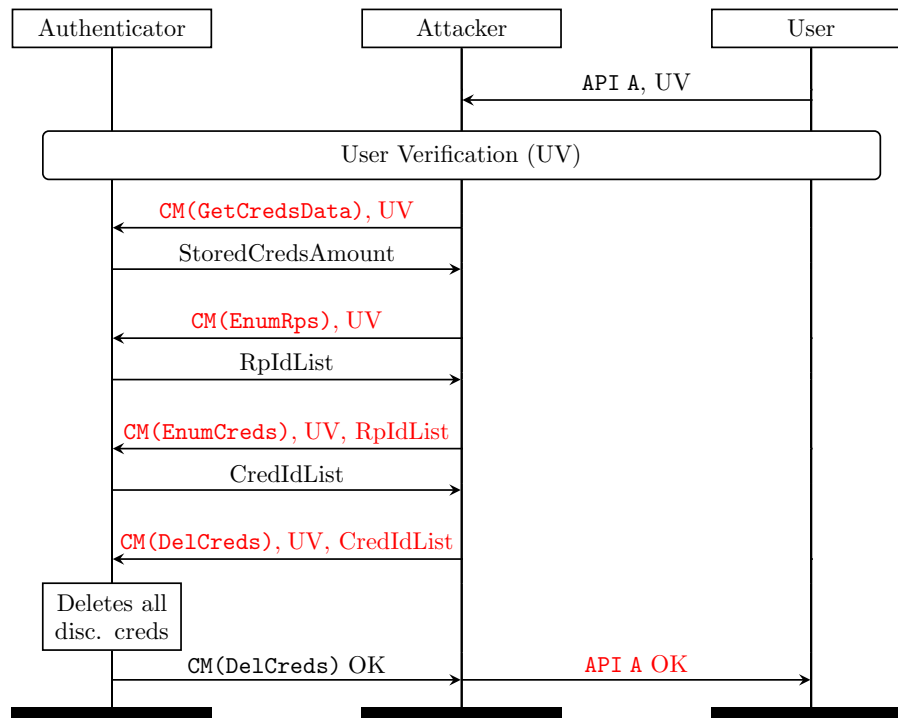 Authenticator
Attacker
User
API A, UV
User Verification (UV)
CM(GetCredsData), UV
StoredCredsAmount
CM(EnumRps), UV
RpIdList
CM(EnumCreds), UV, RpIdList
CredIdList
CM(DelCreds), UV, CredIdList
Deletes all
disc. creds
CM(DelCreds) OK
API A OK